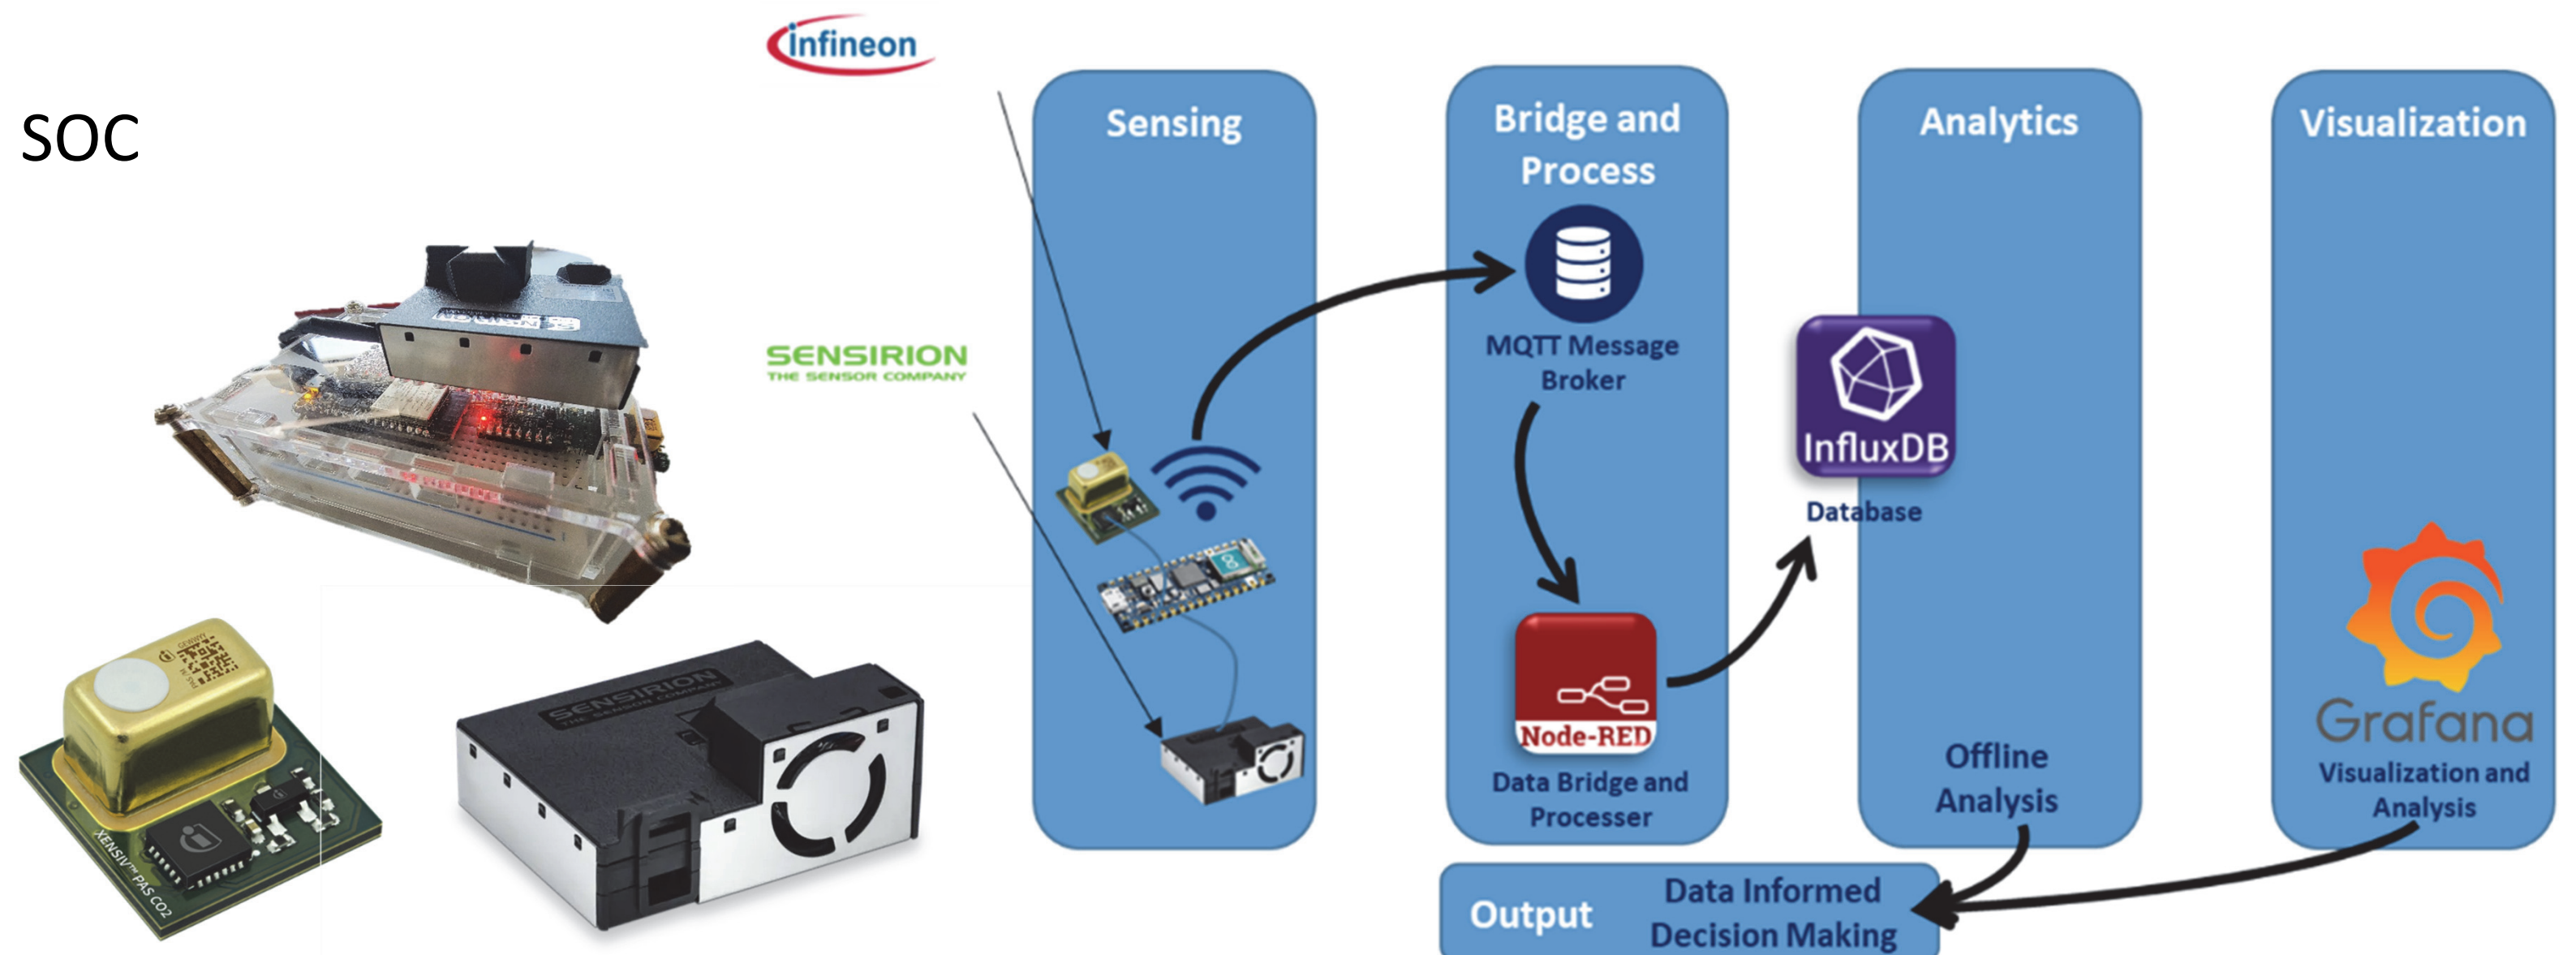 SOC
infineon
SENSIRION
THE SENSOR COMPANY
SENSIRION
THE SENSOR COMPANY
XENSIV™ PAS CO2
Sensing
Bridge and
Process
MQTT Message
Broker
Node-RED
Data Bridge and
Processer
Analytics
InfluxDB
Database
Offline
Analysis
Visualization
Grafana
Visualization and
Analysis
Output
Data Informed
Decision Making